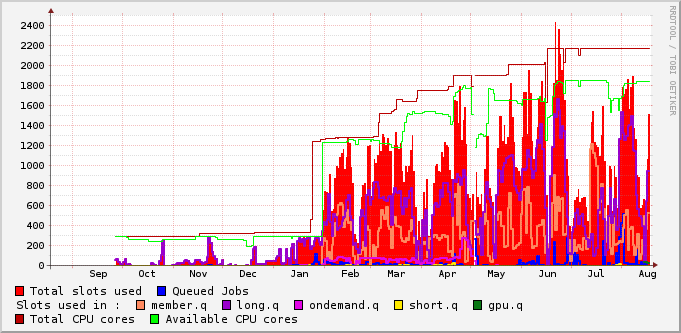 2400
2200
2000
1800
1600
1400
1200
1000
800
600
400
200
0
Sep Oct Nov Dec Jan Feb Mar Apr May Jun Jul Aug
Total slots used Queued Jobs
Slots used in : member.q long.q ondemand.q short.q gpu.q
Total CPU cores Available CPU cores
RRDTOOL / TOBI OETIKER